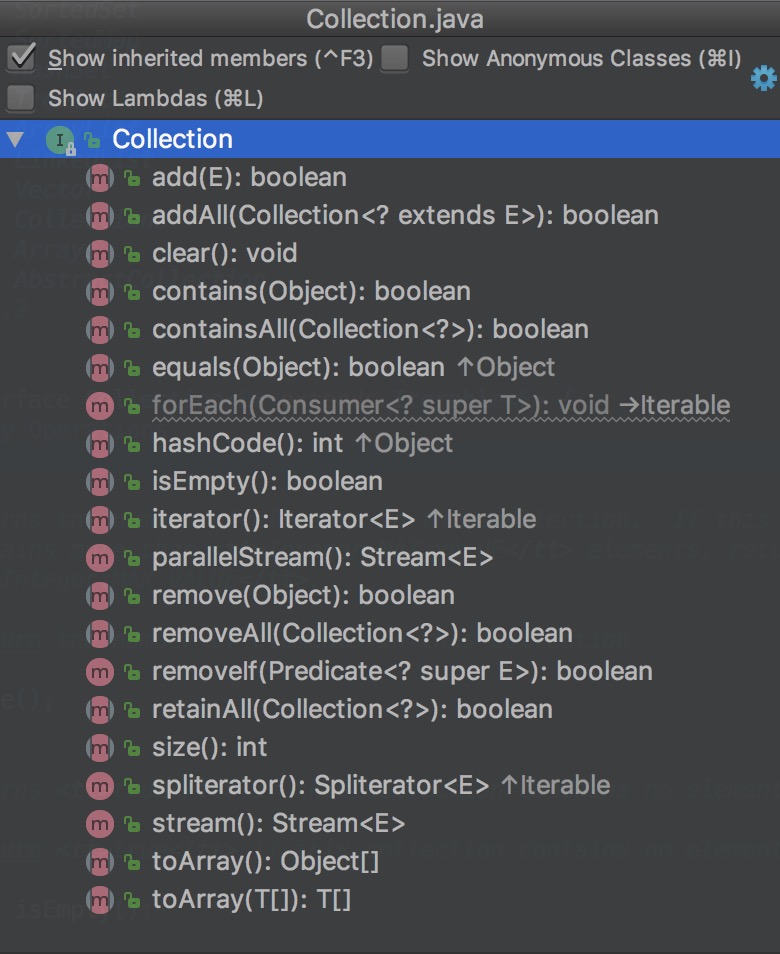 Collection.java
Show inherited members (^F3) Show Anonymous Classes (⌘I)
Show Lambdas (⌘L)
I Collection
m add(E): boolean
m addAll(Collection<? extends E>): boolean
m clear(): void
m contains(Object): boolean
m containsAll(Collection<?>): boolean
m equals(Object): boolean ↑Object
m forEach(Consumer<? super T>): void →Iterable
m hashCode(): int ↑Object
m isEmpty(): boolean
m iterator(): Iterator<E> ↑Iterable
m parallelStream(): Stream<E>
m remove(Object): boolean
m removeAll(Collection<?>): boolean
m removeIf(Predicate<? super E>): boolean
m retainAll(Collection<?>): boolean
m size(): int
m spliterator(): Spliterator<E> ↑Iterable
m stream(): Stream<E>
m toArray(): Object[]
m toArray(T[]): T[]